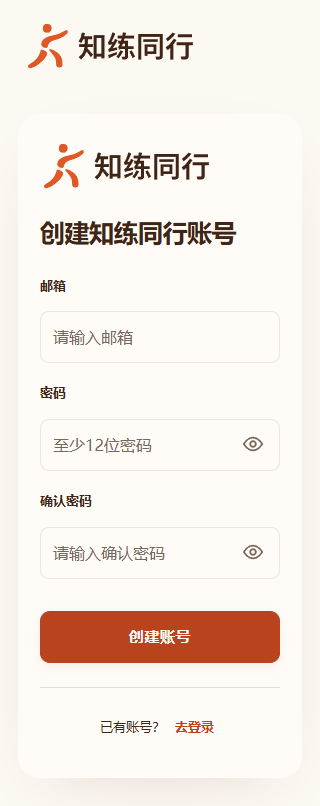 知练同行
知练同行
创建知练同行账号
邮箱
请输入邮箱
密码
至少12位密码
确认密码
请输入确认密码
创建账号
已有账号? 去登录